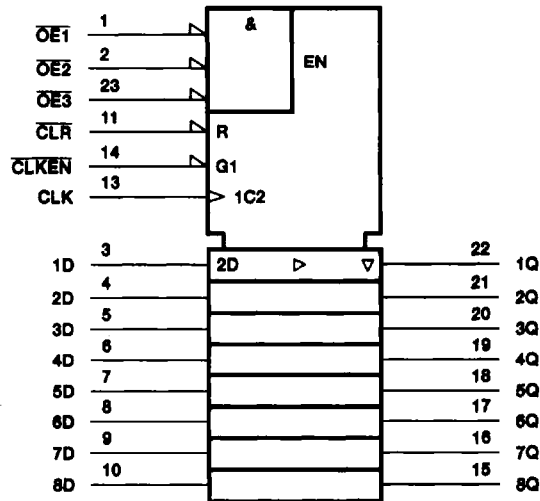 OE1 1 &
OE2 2 EN
OE3 23
CLR 11 R
CLKEN 14 G1
CLK 13 1C2
1D 3 2D 22 1Q
2D 4 21 2Q
3D 5 20 3Q
4D 6 19 4Q
5D 7 18 5Q
6D 8 17 6Q
7D 9 16 7Q
8D 10 15 8Q